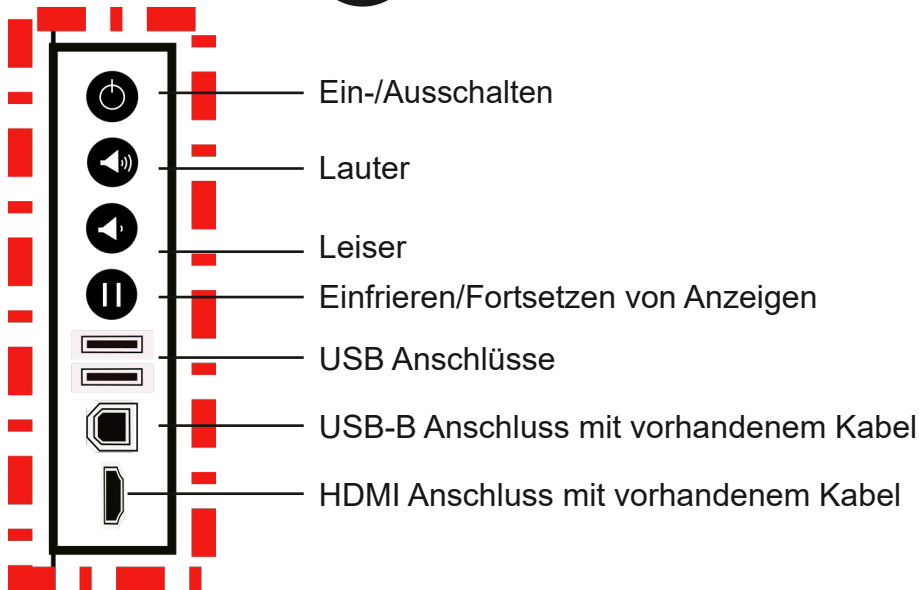 Ein-/Ausschalten
Lauter
Leiser
Einfrieren/Fortsetzen von Anzeigen
USB Anschlüsse
USB-B Anschluss mit vorhandenem Kabel
HDMI Anschluss mit vorhandenem Kabel